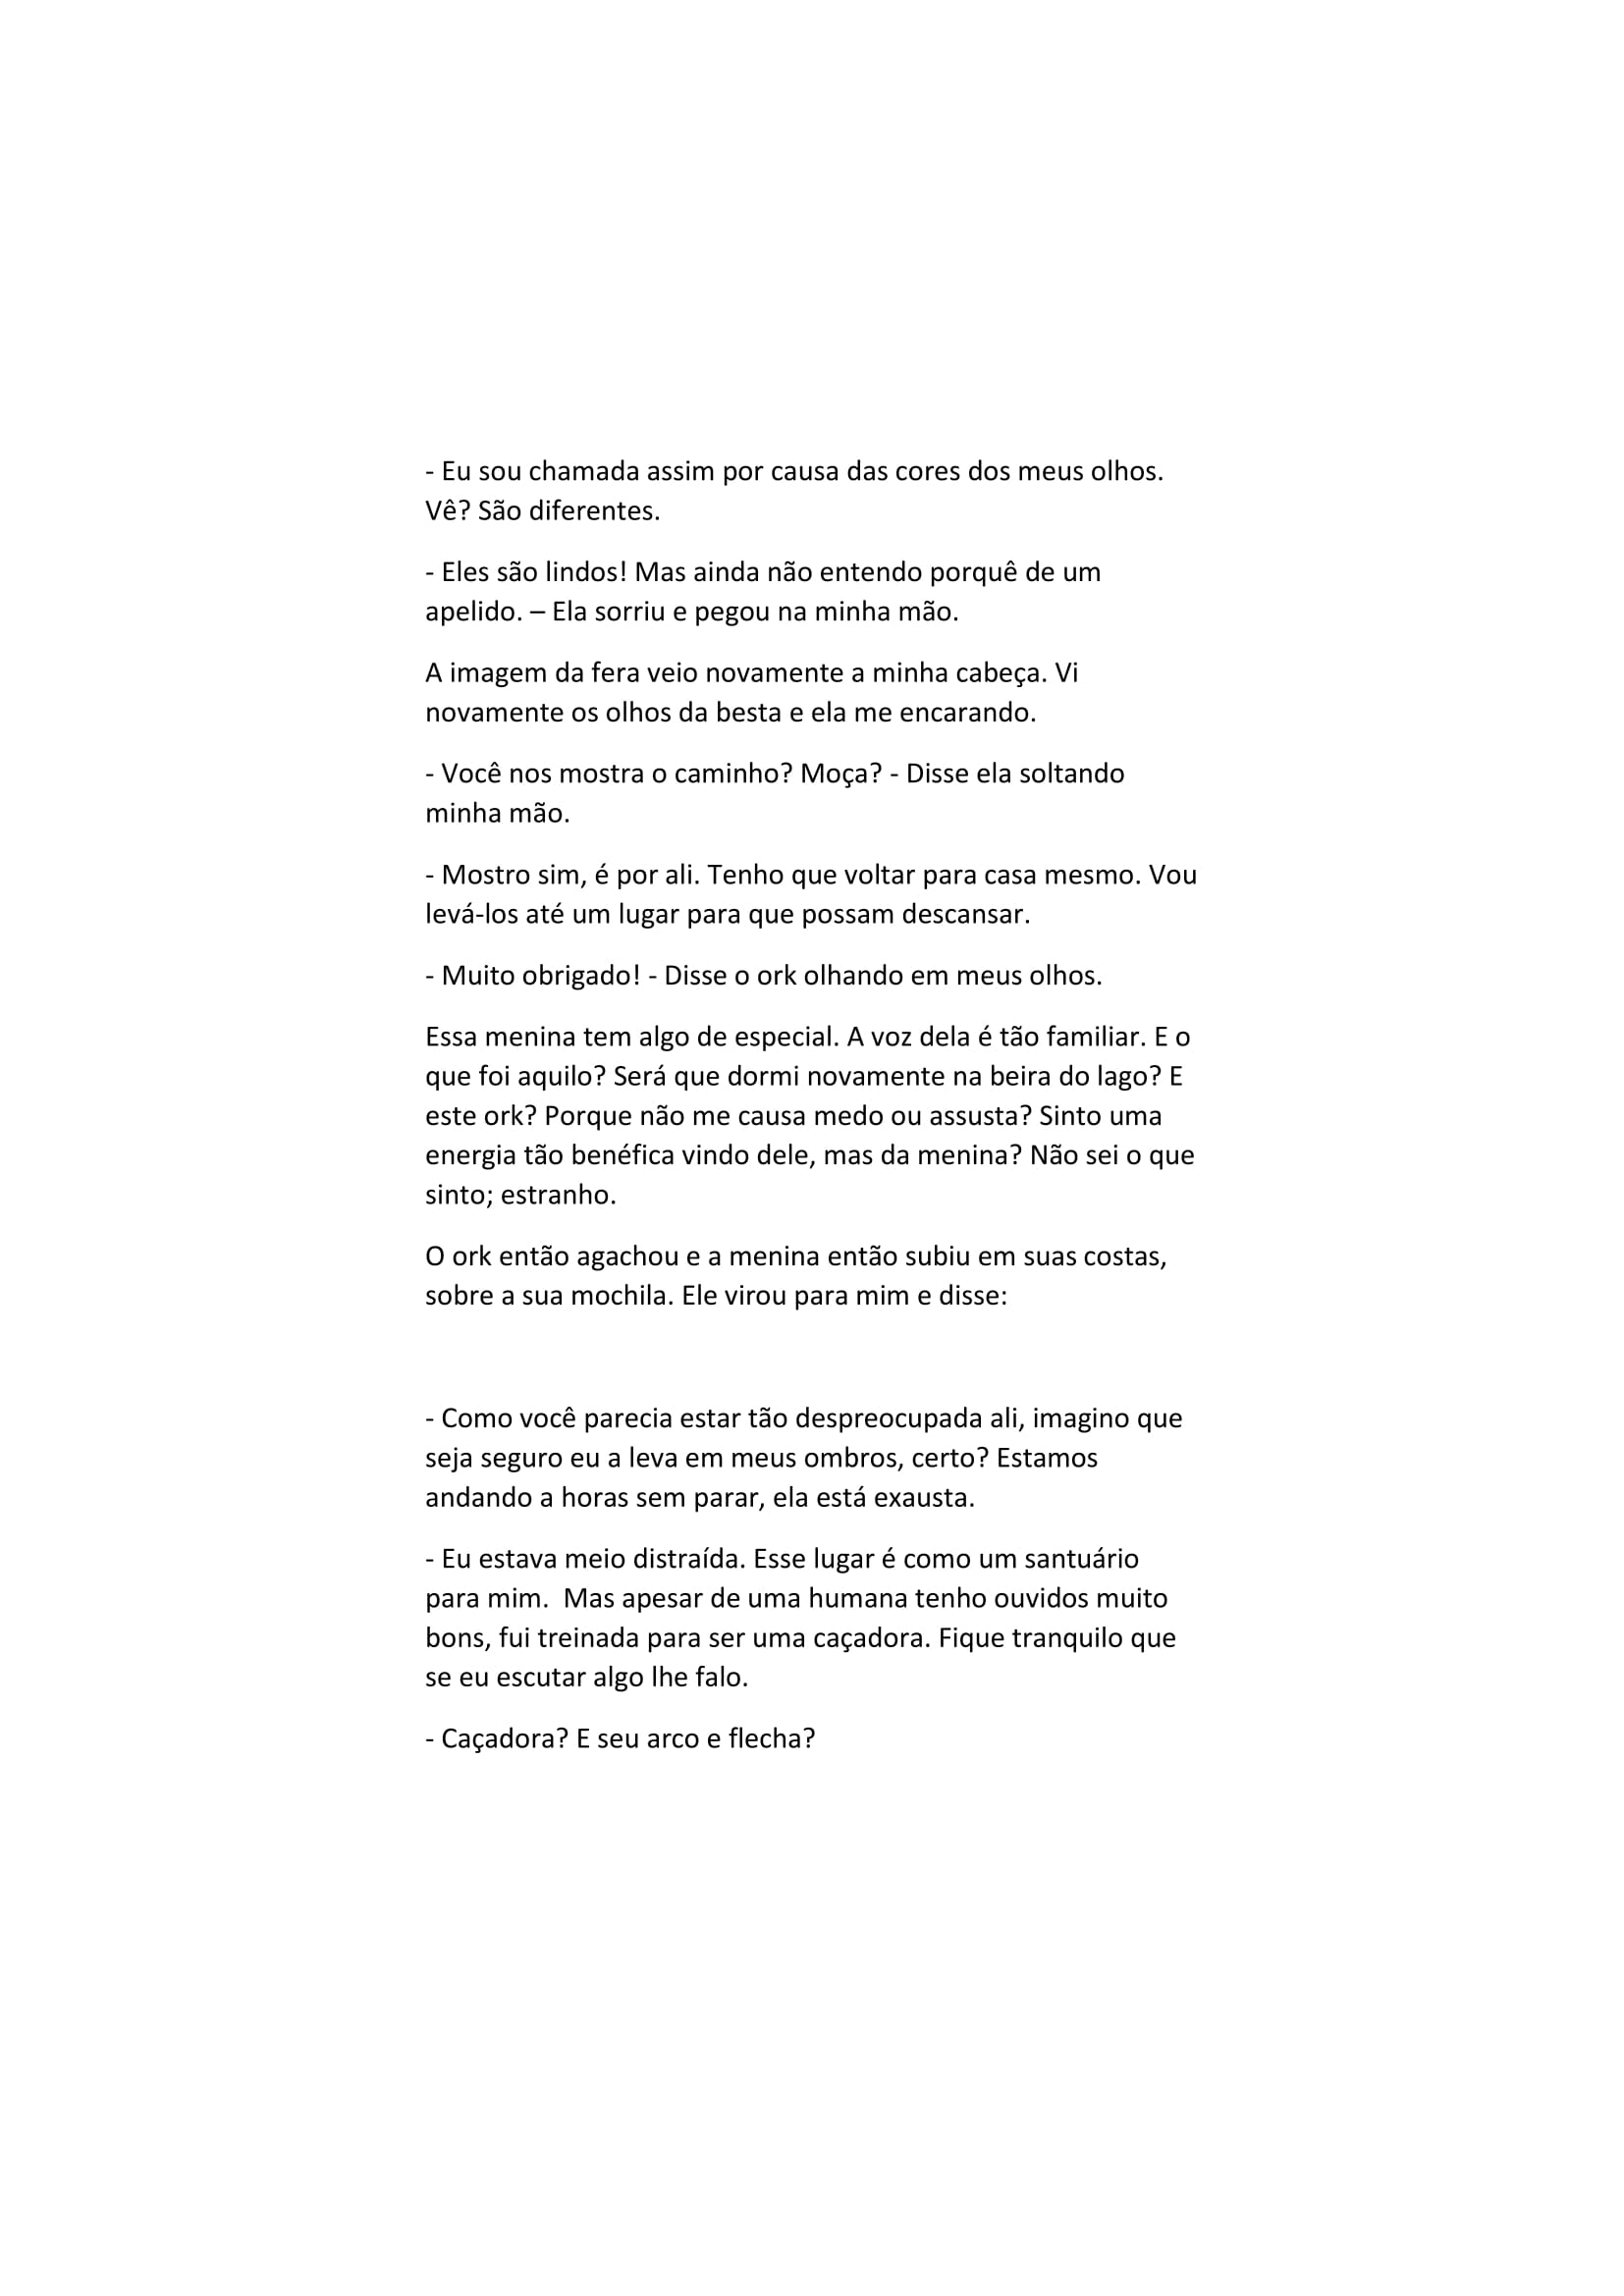 - Eu sou chamada assim por causa das cores dos meus olhos.
Vê? São diferentes.
- Eles são lindos! Mas ainda não entendo porquê de um
apelido. – Ela sorriu e pegou na minha mão.
A imagem da fera veio novamente a minha cabeça. Vi
novamente os olhos da besta e ela me encarando.
- Você nos mostra o caminho? Moça? - Disse ela soltando
minha mão.
- Mostro sim, é por ali. Tenho que voltar para casa mesmo. Vou
levá-los até um lugar para que possam descansar.
- Muito obrigado! - Disse o ork olhando em meus olhos.
Essa menina tem algo de especial. A voz dela é tão familiar. E o
que foi aquilo? Será que dormi novamente na beira do lago? E
este ork? Porque não me causa medo ou assusta? Sinto uma
energia tão benéfica vindo dele, mas da menina? Não sei o que
sinto; estranho.
O ork então agachou e a menina então subiu em suas costas,
sobre a sua mochila. Ele virou para mim e disse:
- Como você parecia estar tão despreocupada ali, imagino que
seja seguro eu a leva em meus ombros, certo? Estamos
andando a horas sem parar, ela está exausta.
- Eu estava meio distraída. Esse lugar é como um santuário
para mim.  Mas apesar de uma humana tenho ouvidos muito
bons, fui treinada para ser uma caçadora. Fique tranquilo que
se eu escutar algo lhe falo.
- Caçadora? E seu arco e flecha?